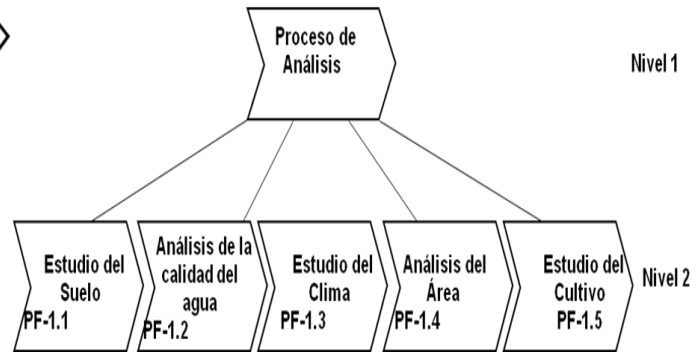 Proceso de
Análisis
Nivel 1
Estudio del
Suelo
PF-1.1
Análisis de la
calidad del
agua
PF-1.2
Estudio del
Clima
PF-1.3
Análisis del
Área
PF-1.4
Estudio del
Cultivo
PF-1.5
Nivel 2